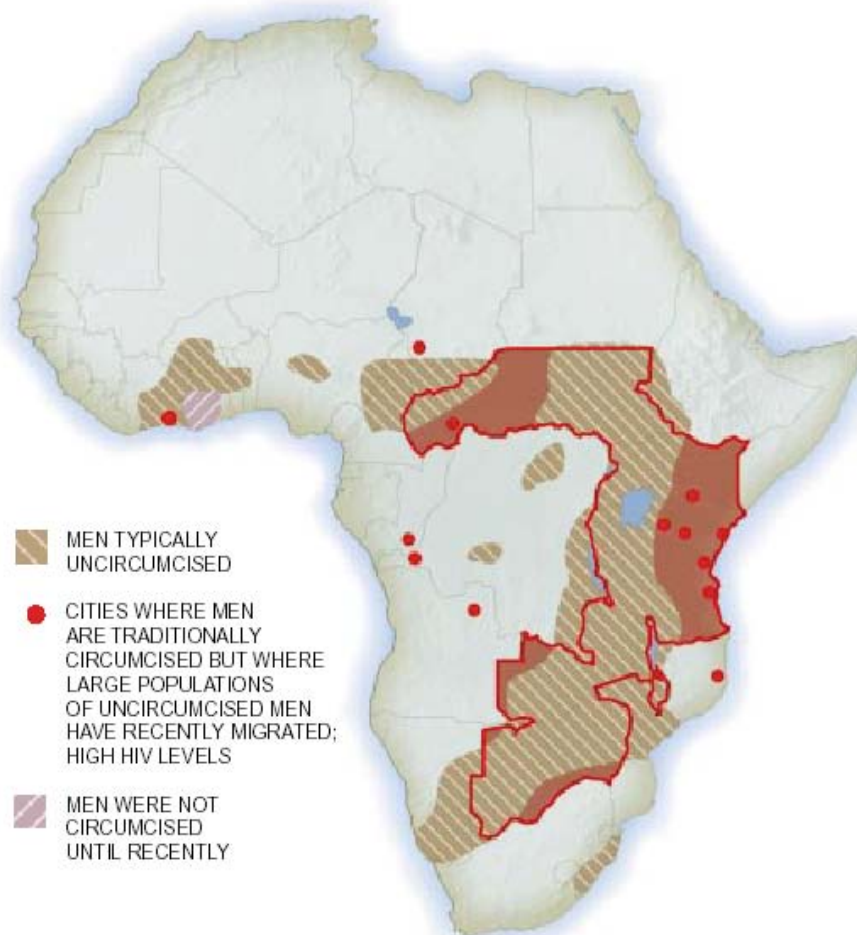 MEN TYPICALLY
UNCIRCUMCISED
CITIES WHERE MEN
ARE TRADITIONALLY
CIRCUMCISED BUT WHERE
LARGE POPULATIONS
OF UNCIRCUMCISED MEN
HAVE RECENTLY MIGRATED;
HIGH HIV LEVELS
MEN WERE NOT
CIRCUMCISED
UNTIL RECENTLY